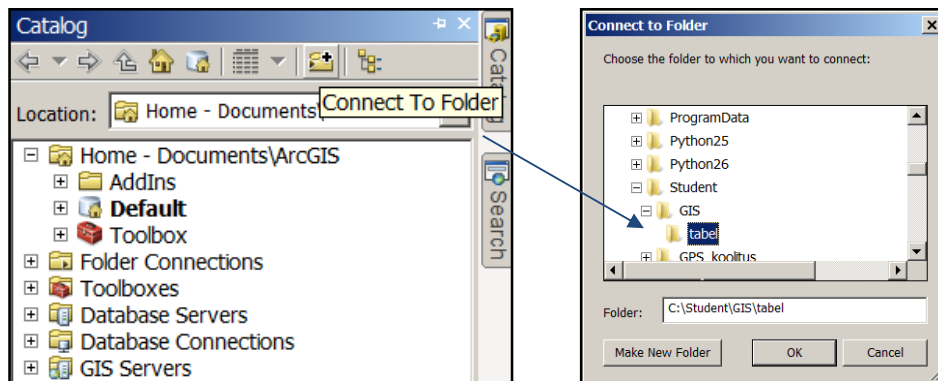 Catalog
Location: Home - Documents\
Connect To Folder
Home - Documents\ArcGIS
AddIns
Default
Toolbox
Folder Connections
Toolboxes
Database Servers
Database Connections
GIS Servers
Search
Connect to Folder
Choose the folder to which you want to connect:
ProgramData
Python25
Python26
Student
GIS
tabel
GPS_koolitus
Folder: C:\Student\GIS\tabel
Make New Folder OK Cancel